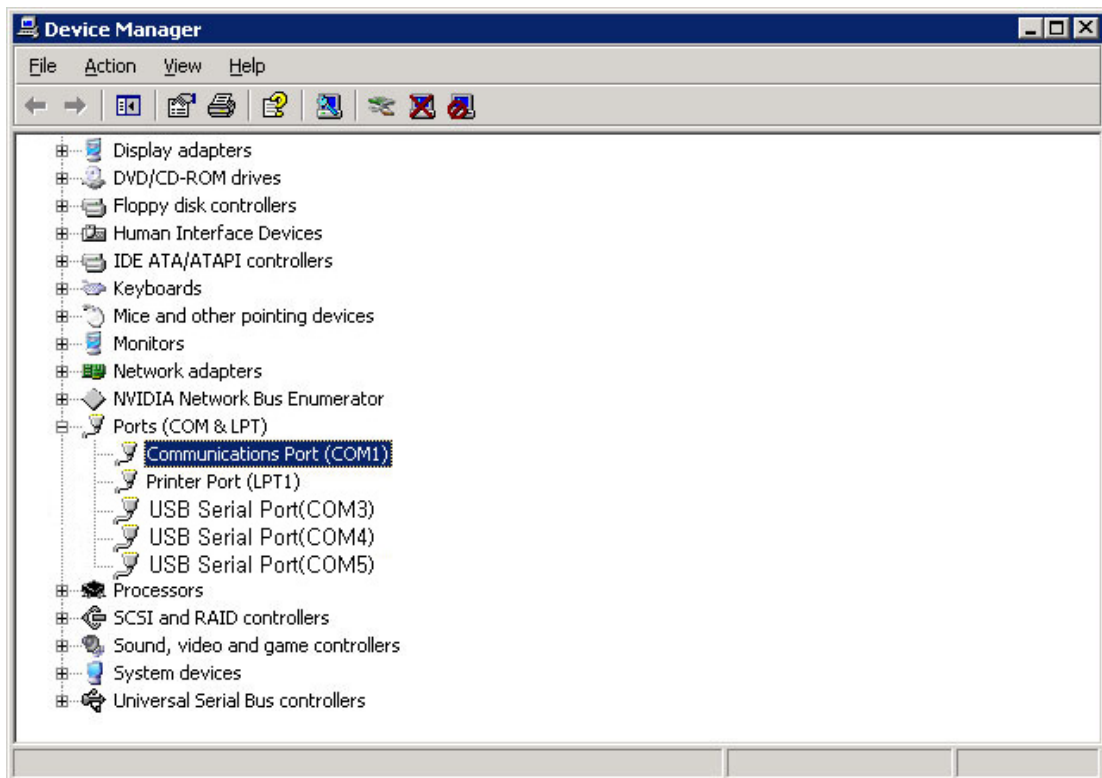 Device Manager
File Action View Help
Display adapters
DVD/CD-ROM drives
Floppy disk controllers
Human Interface Devices
IDE ATA/ATAPI controllers
Keyboards
Mice and other pointing devices
Monitors
Network adapters
NVIDIA Network Bus Enumerator
Ports (COM & LPT)
Communications Port (COM1)
Printer Port (LPT1)
USB Serial Port(COM3)
USB Serial Port(COM4)
USB Serial Port(COM5)
Processors
SCSI and RAID controllers
Sound, video and game controllers
System devices
Universal Serial Bus controllers